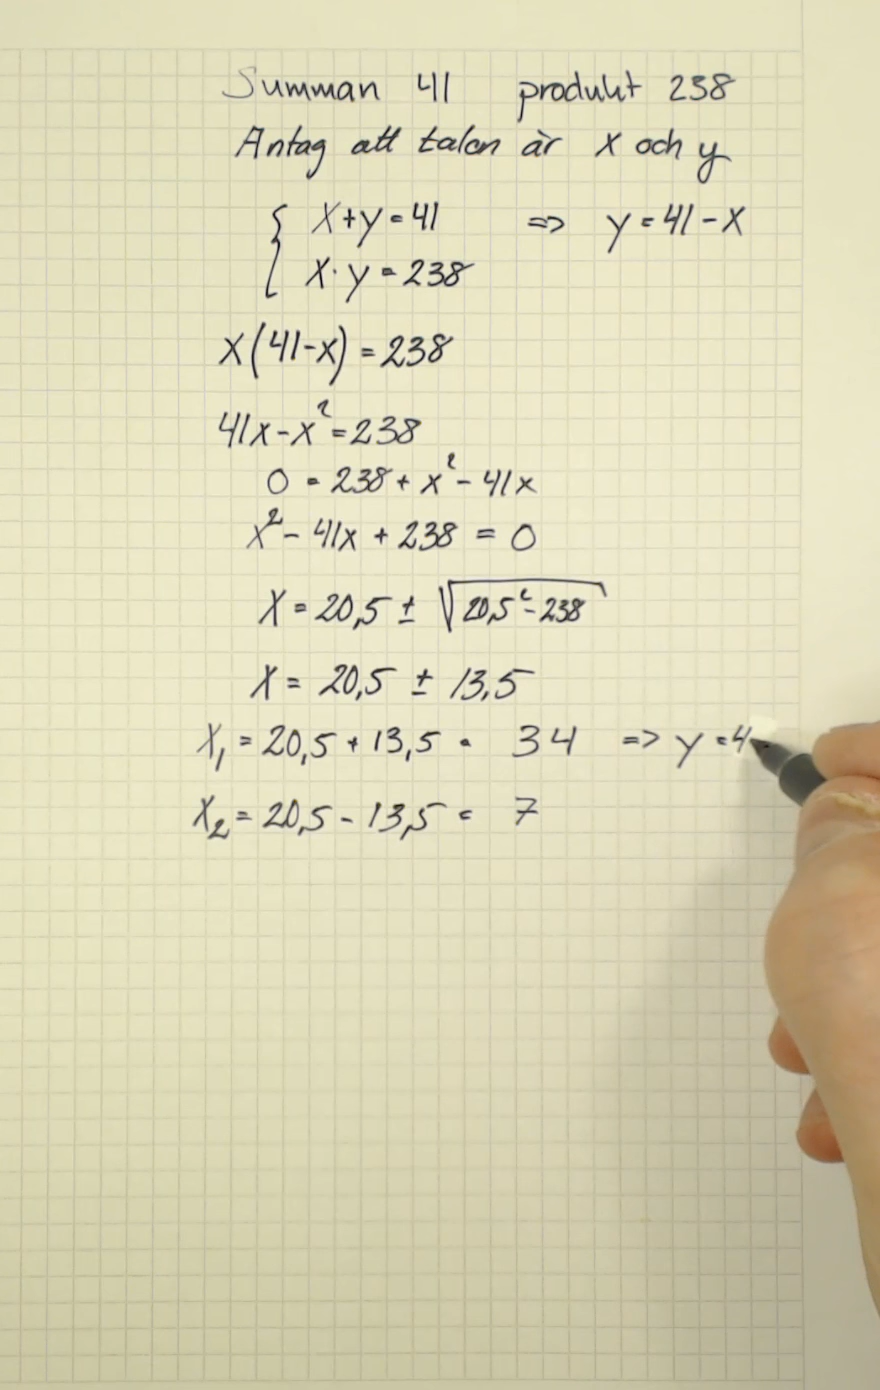 Summan 41 produkt 238
Antag att talen är x och y
x+y=41 => y=41-x
x·y=238
x(41-x)=238
41x-x²=238
0=238+x²-41x
x²-41x+238=0
x=20,5±√20,5²-238
x=20,5±13,5
x₁=20,5+13,5=34 => y=4
x₂=20,5-13,5=7